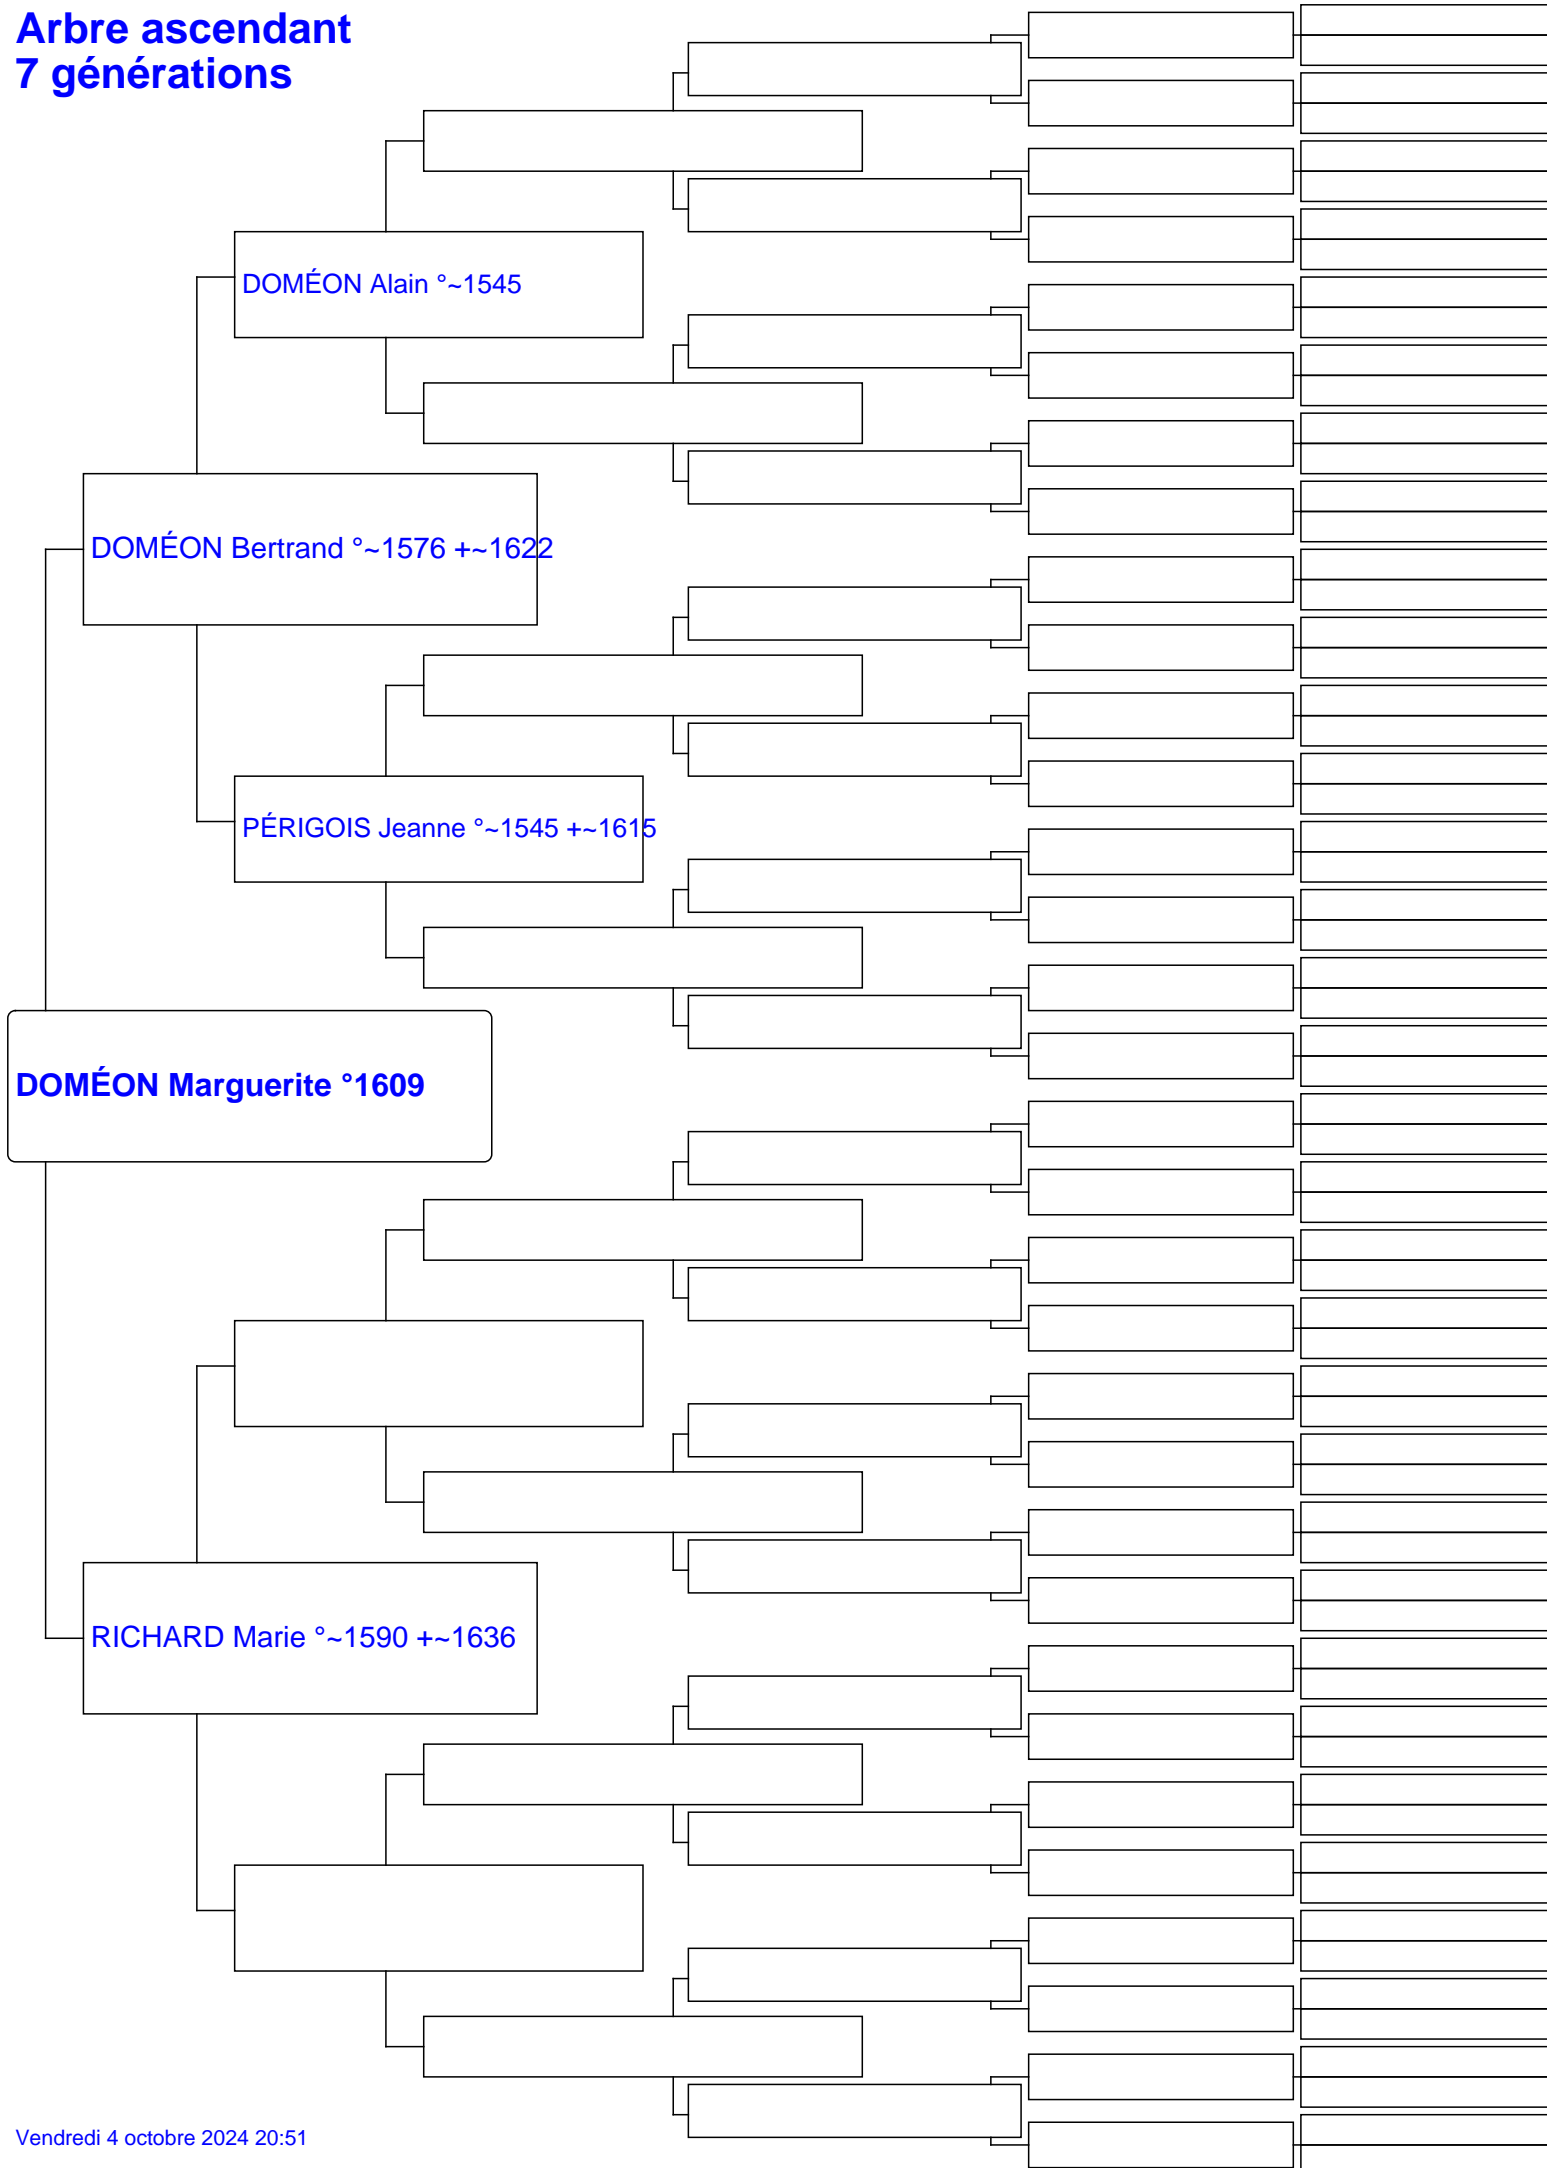 Arbre ascendant
7 générations
DOMÉON Alain °~1545
DOMÉON Bertrand °~1576 +~1622
PÉRIGOIS Jeanne °~1545 +~1615
DOMÉON Marguerite °1609
RICHARD Marie °~1590 +~1636
Vendredi 4 octobre 2024 20:51